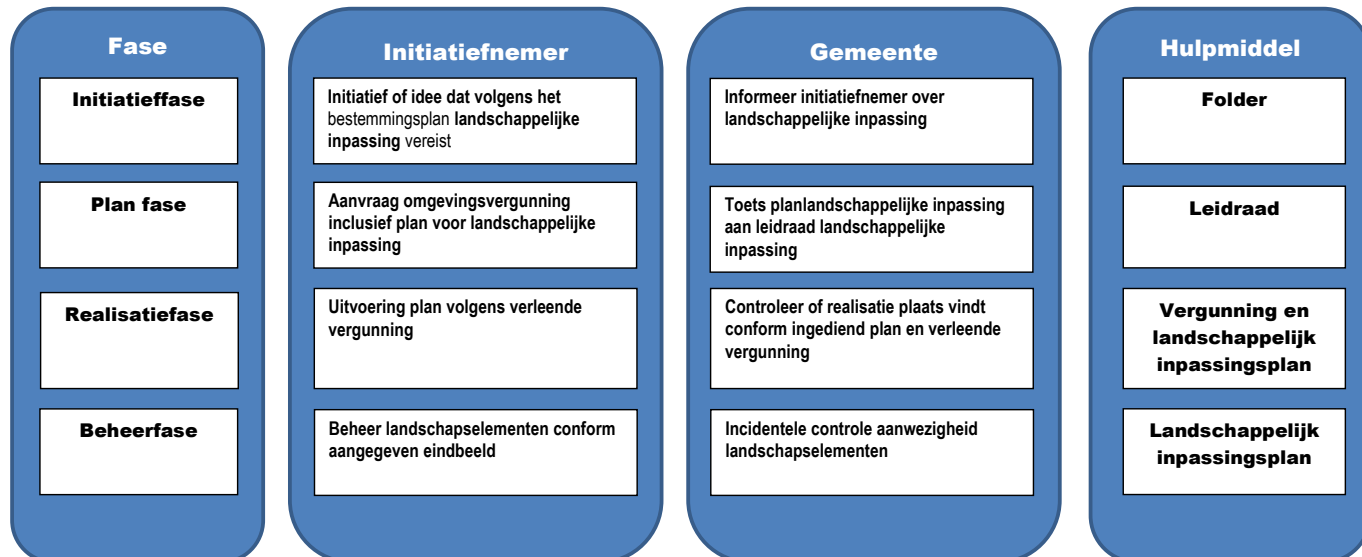 Fase
Initiatiefnemer
Gemeente
Hulpmiddel
Initiatieffase
Initiatief of idee dat volgens het
bestemmingsplan landschappelijke
inpassing vereist
Informeer initiatiefnemer over
landschappelijke inpassing
Folder
Plan fase
Aanvraag omgevingsvergunning
inclusief plan voor landschappelijke
inpassing
Toets planlandschappelijke inpassing
aan leidraad landschappelijke
inpassing
Leidraad
Realisatiefase
Uitvoering plan volgens verleende
vergunning
Controleer of realisatie plaats vindt
conform ingediend plan en verleende
vergunning
Vergunning en
landschappelijk
inpassingsplan
Beheerfase
Beheer landschapselementen conform
aangegeven eindbeeld
Incidentele controle aanwezigheid
landschapselementen
Landschappelijk
inpassingsplan